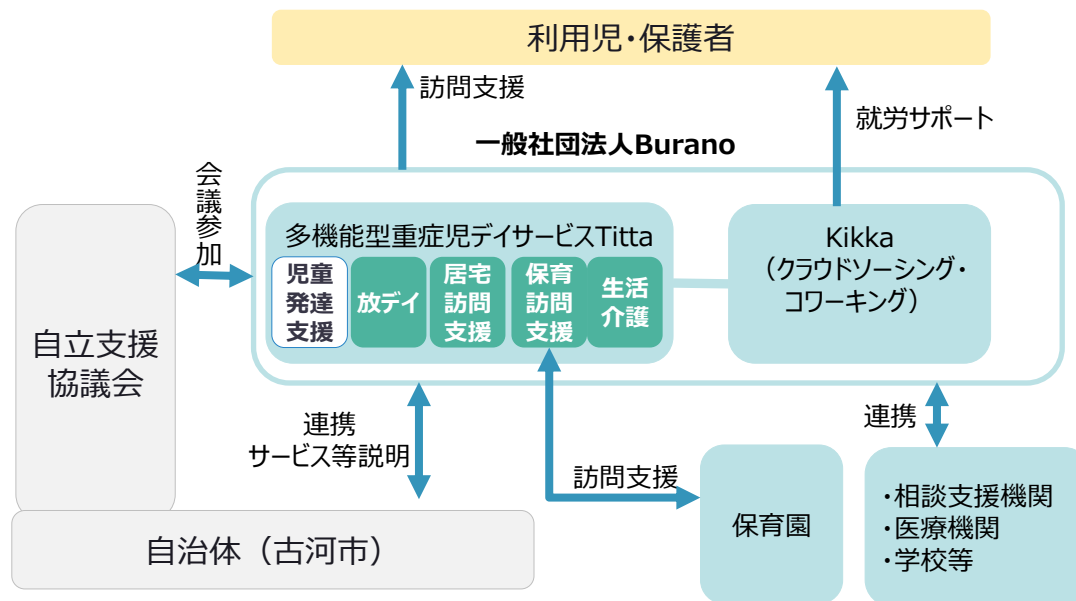 利用児・保護者
訪問支援
就労サポート
一般社団法人Burano
会議参加
多機能型重症児デイサービスTitta
児童
発達
支援
放デイ
居宅
訪問
支援
保育
訪問
支援
生活
介護
Kikka
（クラウドソーシング・
コワーキング）
自立支援
協議会
連携
サービス等説明
訪問支援
連携
保育園
・相談支援機関
・医療機関
・学校等
自治体（古河市）